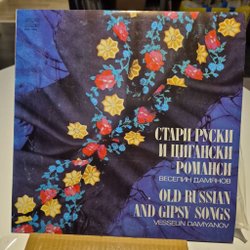 СТАРИ РУСКИ
И ЦИГАНСКИ
РОМАНСИ
ВЕСЕЛИН ДАМЯНОВ
OLD RUSSIAN
AND GIPSY SONGS
VESSELIN DAMYANOV